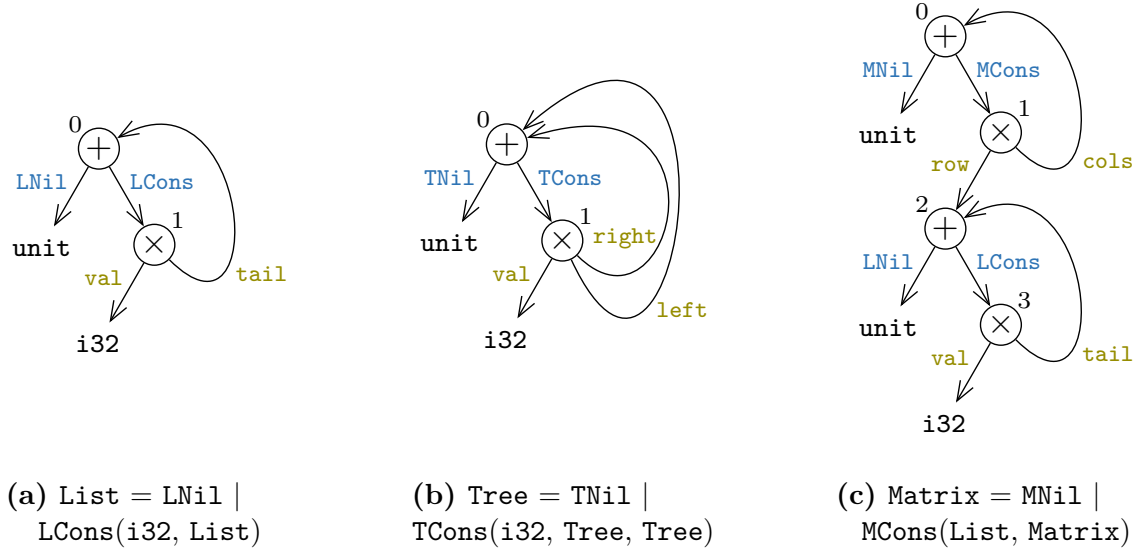 0
+
LNil LCons
1
unit
×
val tail
i32
(a) List = LNil |
LCons(i32, List)
0
+
TNil TCons
1
unit
×
right
val
left
i32
(b) Tree = TNil |
TCons(i32, Tree, Tree)
0
+
MNil MCons
1
unit
×
row cols
2
+
LNil LCons
3
unit
×
val tail
i32
(c) Matrix = MNil |
MCons(List, Matrix)